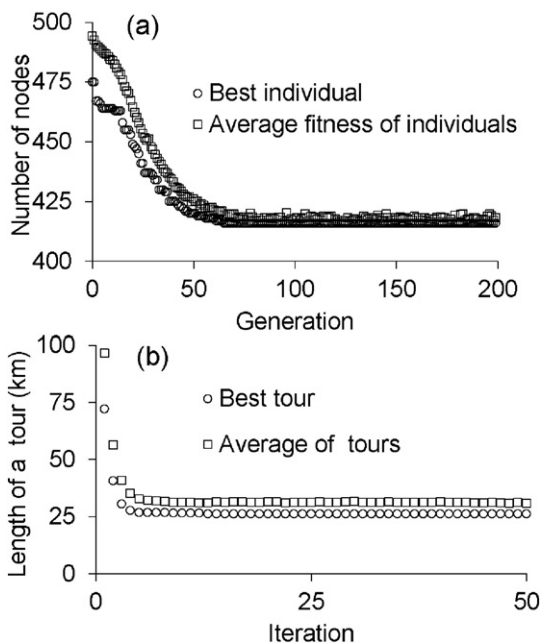 500
(a)
475
450
425
400
Number of nodes
Best individual
Average fitness of individuals
0 50 100 150 200
Generation
100
(b)
75
50
25
0
Length of a tour (km)
Best tour
Average of tours
0 25 50
Iteration